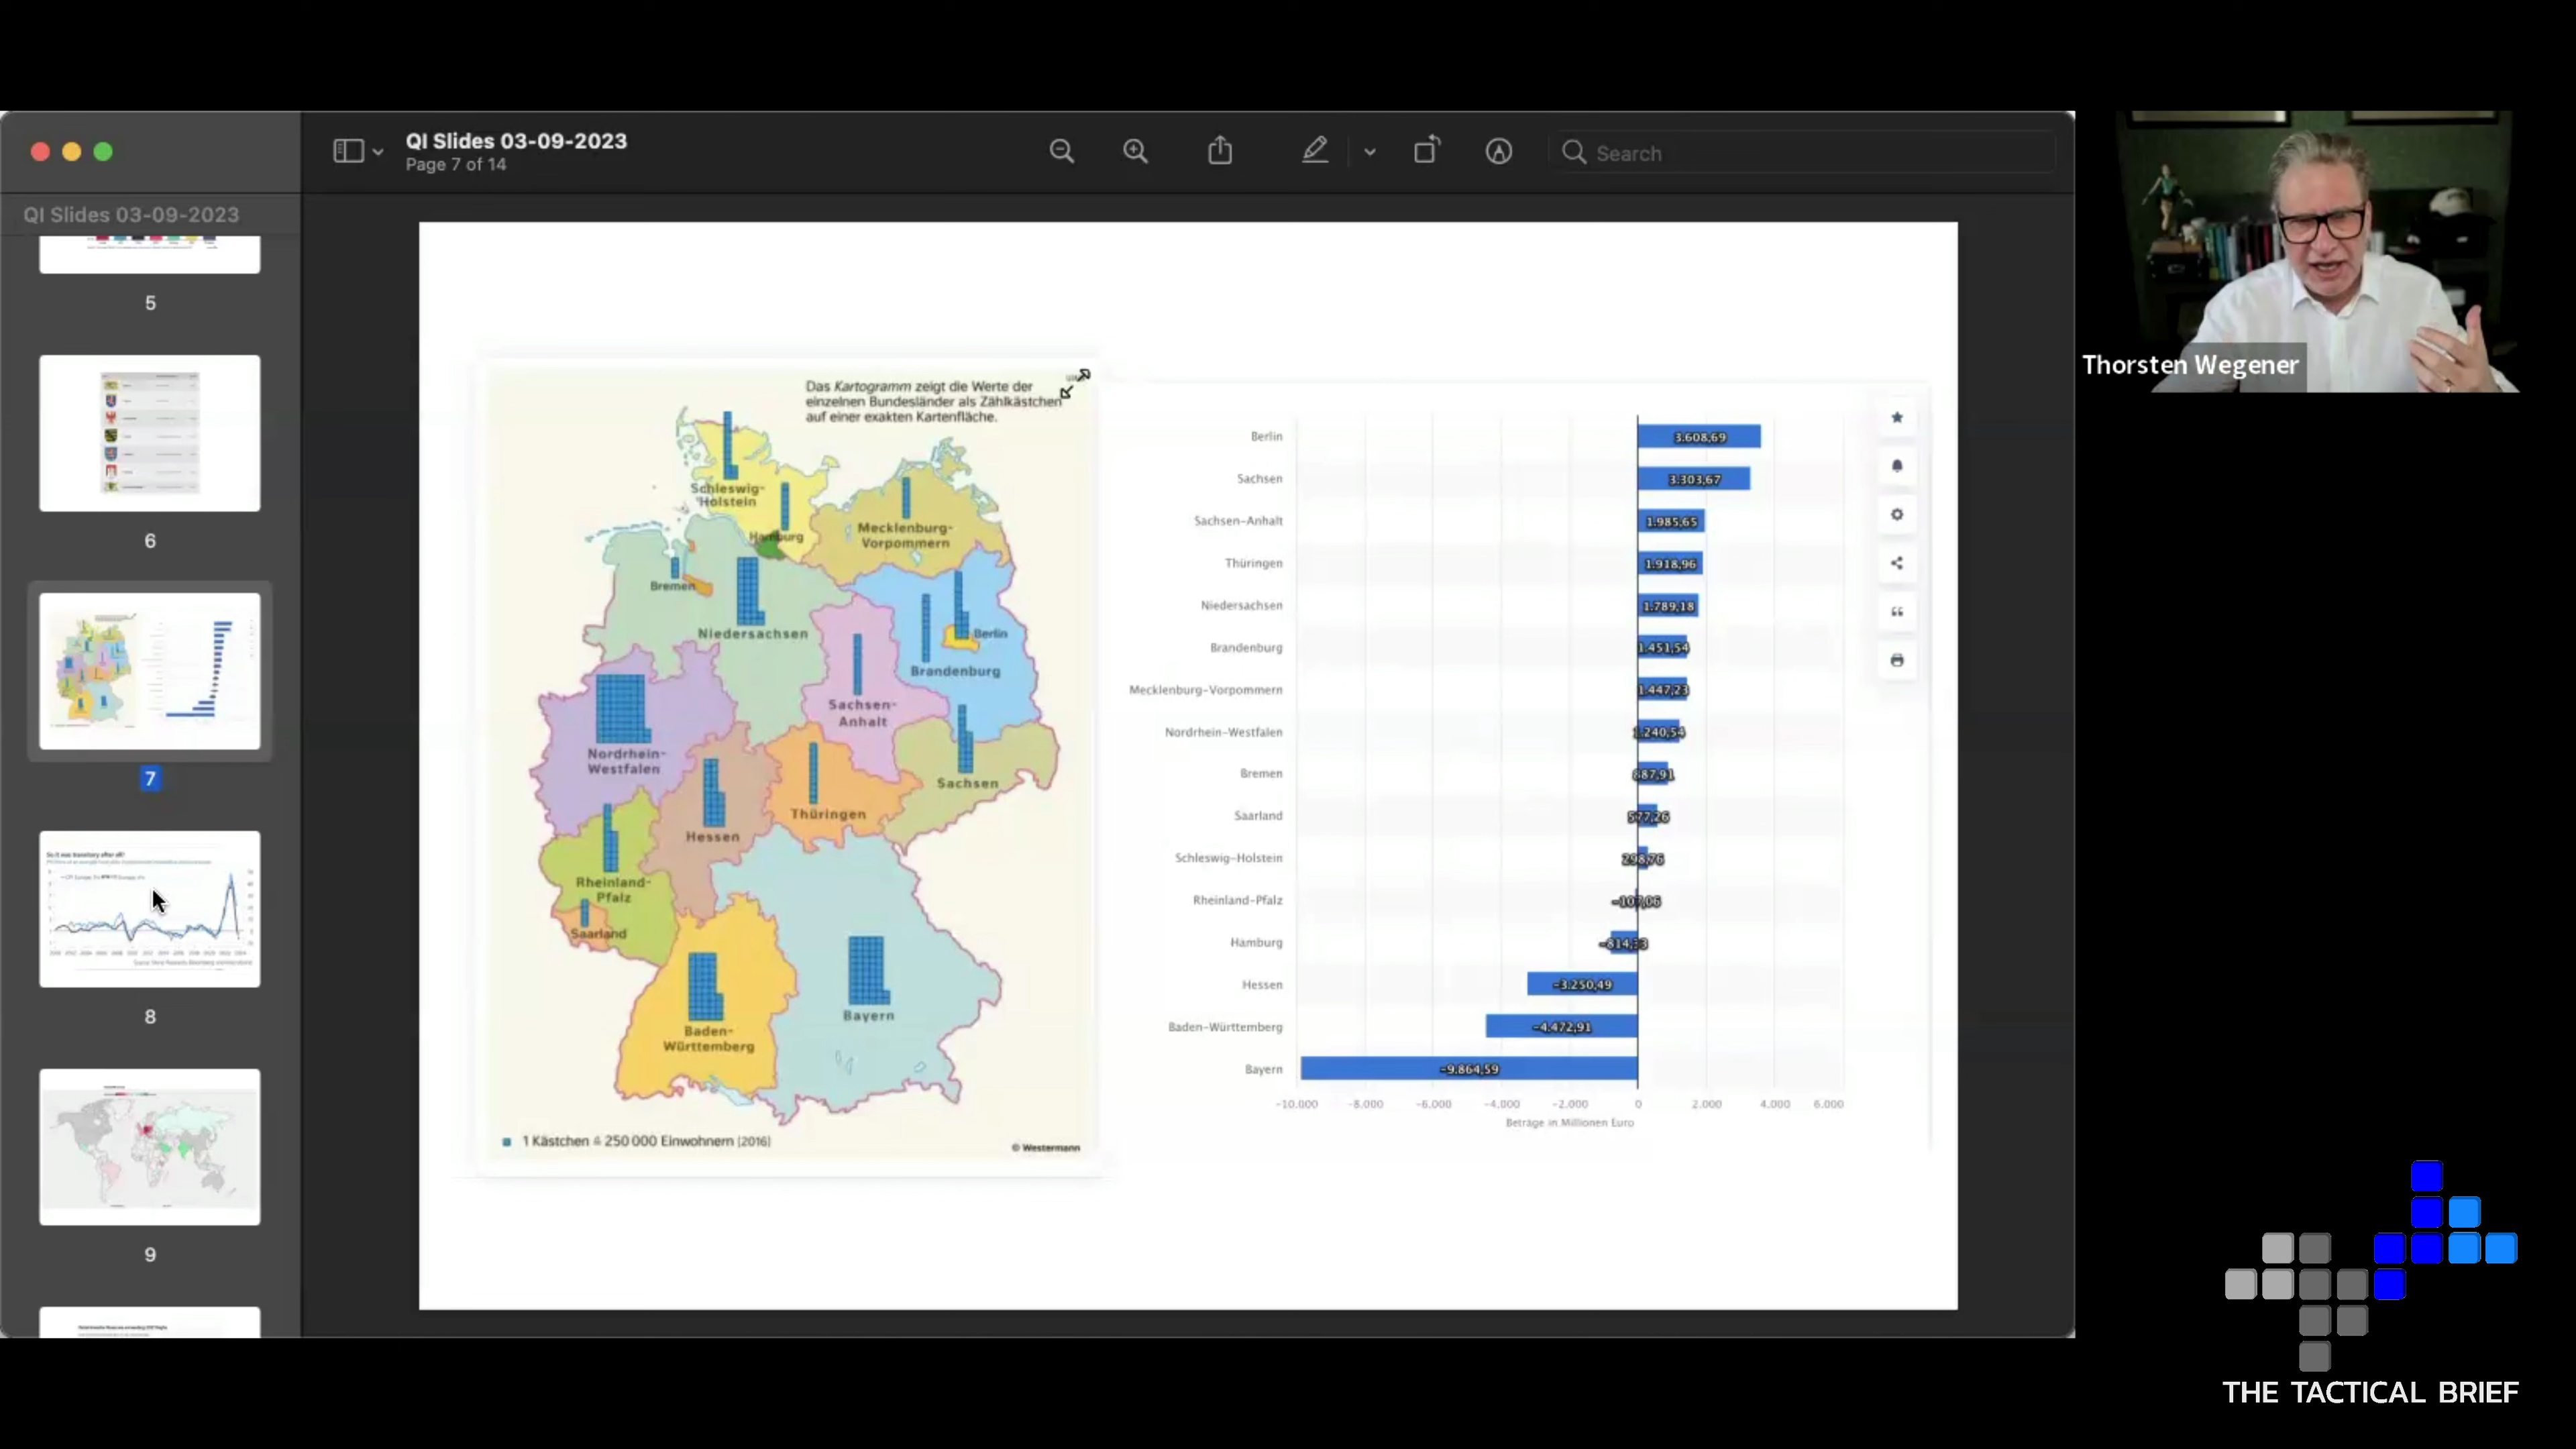 QI Slides 03-09-2023
Page 7 of 14
Search
QI Slides 03-09-2023
5
6
7
8
9
Das Kartogramm zeigt die Werte der
einzelnen Bundesländer als Zählkästchen
auf einer exakten Kartenfläche.
Schleswig-
Holstein
Hamburg
Mecklenburg-
Vorpommern
Bremen
Niedersachsen
Berlin
Brandenburg
Sachsen-
Anhalt
Nordrhein-
Westfalen
Sachsen
Thüringen
Hessen
Rheinland-
Pfalz
Saarland
Bayern
Baden-
Württemberg
1 Kästchen ≙ 250 000 Einwohnern (2016)
© Westermann
Berlin 3.608,69
Sachsen 3.303,67
Sachsen-Anhalt 1.985,65
Thüringen 1.918,96
Niedersachsen 1.789,18
Brandenburg 1.451,54
Mecklenburg-Vorpommern 1.447,23
Nordrhein-Westfalen 1.240,54
Bremen 887,91
Saarland 577,26
Schleswig-Holstein 298,76
Rheinland-Pfalz
Hamburg
Hessen -3.250,49
Baden-Württemberg -4.472,91
Bayern -9.864,59
-10.000 -8.000 -6.000 -4.000 -2.000 0 2.000 4.000 6.000
Beträge in Millionen Euro
Thorsten Wegener
THE TACTICAL BRIEF